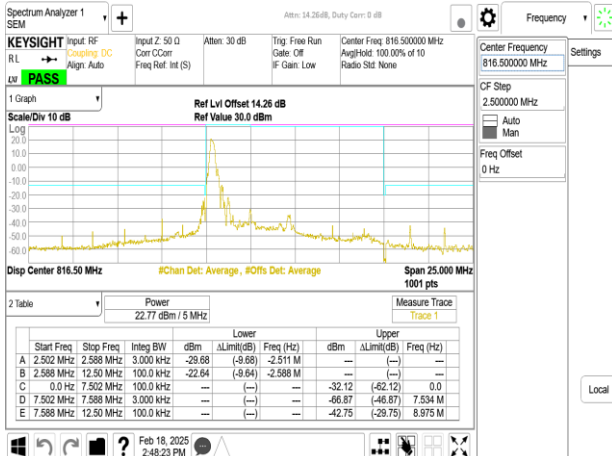 Spectrum Analyzer 1
SEM
Attn: 14.26dB, Duty Corr: 0 dB
Frequency
KEYSIGHT
RL
LXI
PASS
Input: RF
Coupling: DC
Align: Auto
Input Z: 50 Ω
Corr CCorr
Freq Ref: Int (S)
Atten: 30 dB
Trig: Free Run
Gate: Off
IF Gain: Low
Center Freq: 816.500000 MHz
Avg|Hold: 100.00% of 10
Radio Std: None
Center Frequency
816.500000 MHz
Settings
CF Step
2.500000 MHz
Auto
Man
Freq Offset
0 Hz
Local
1 Graph
Scale/Div 10 dB
Ref Lvl Offset 14.26 dB
Ref Value 30.0 dBm
Log
20.0
10.0
0.00
-10.0
-20.0
-30.0
-40.0
-50.0
-60.0
Disp Center 816.50 MHz
#Chan Det: Average , #Offs Det: Average
Span 25.000 MHz
1001 pts
2 Table
Power
22.77 dBm / 5 MHz
Measure Trace
Trace 1
Lower Upper
Start Freq Stop Freq Integ BW dBm ΔLimit(dB) Freq (Hz) dBm ΔLimit(dB) Freq (Hz)
A 2.502 MHz 2.588 MHz 3.000 kHz -29.68 (-9.68) -2.511 M --- (---) ---
B 2.588 MHz 12.50 MHz 100.0 kHz -22.64 (-9.64) -2.588 M --- (---) ---
C 0.0 Hz 7.502 MHz 100.0 kHz --- (---) --- -32.12 (-62.12) 0.0
D 7.502 MHz 7.588 MHz 3.000 kHz --- (---) --- -66.87 (-46.87) 7.534 M
E 7.588 MHz 12.50 MHz 100.0 kHz --- (---) --- -42.75 (-29.75) 8.975 M
Feb 18, 2025
2:48:23 PM